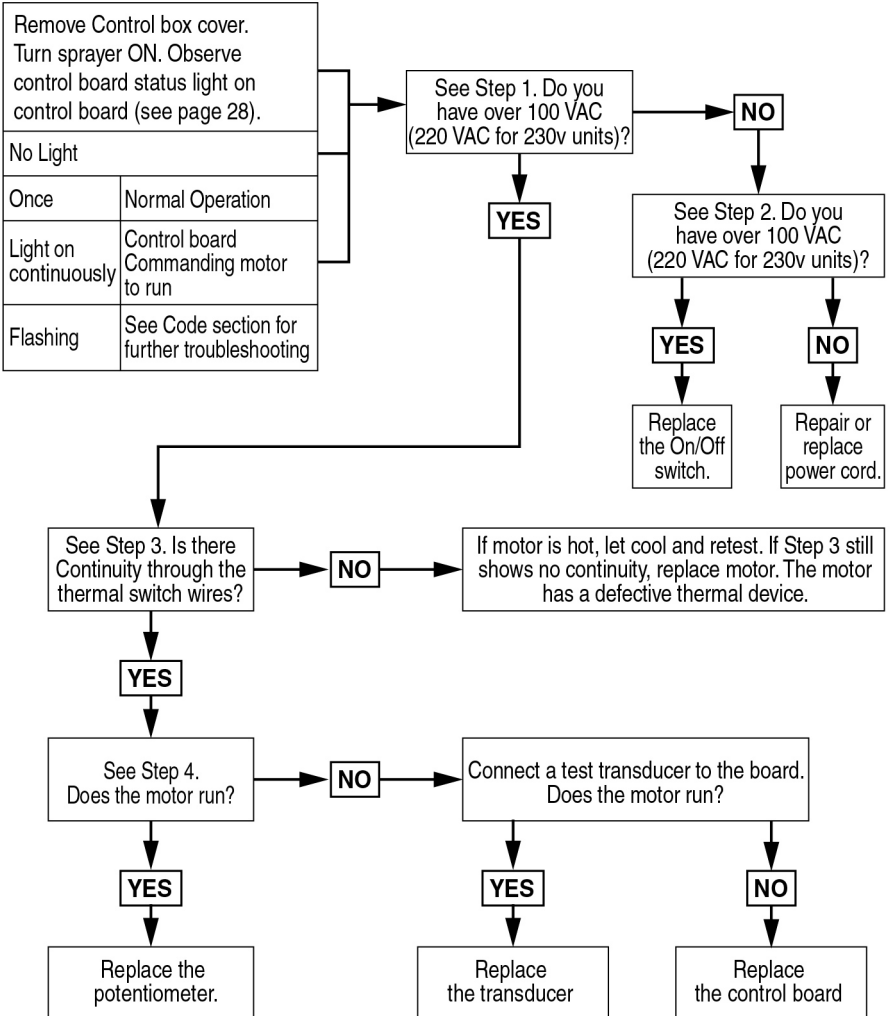 Remove Control box cover.
Turn sprayer ON. Observe
control board status light on
control board (see page 28).
No Light
Once
Normal Operation
Light on
continuously
Control board
Commanding motor
to run
Flashing
See Code section for
further troubleshooting
See Step 1. Do you
have over 100 VAC
(220 VAC for 230v units)?
NO
YES
See Step 2. Do you
have over 100 VAC
(220 VAC for 230v units)?
YES
NO
Replace
the On/Off
switch.
Repair or
replace
power cord.
See Step 3. Is there
Continuity through the
thermal switch wires?
NO
If motor is hot, let cool and retest. If Step 3 still
shows no continuity, replace motor. The motor
has a defective thermal device.
YES
See Step 4.
Does the motor run?
NO
Connect a test transducer to the board.
Does the motor run?
YES
YES
NO
Replace the
potentiometer.
Replace
the transducer
Replace
the control board